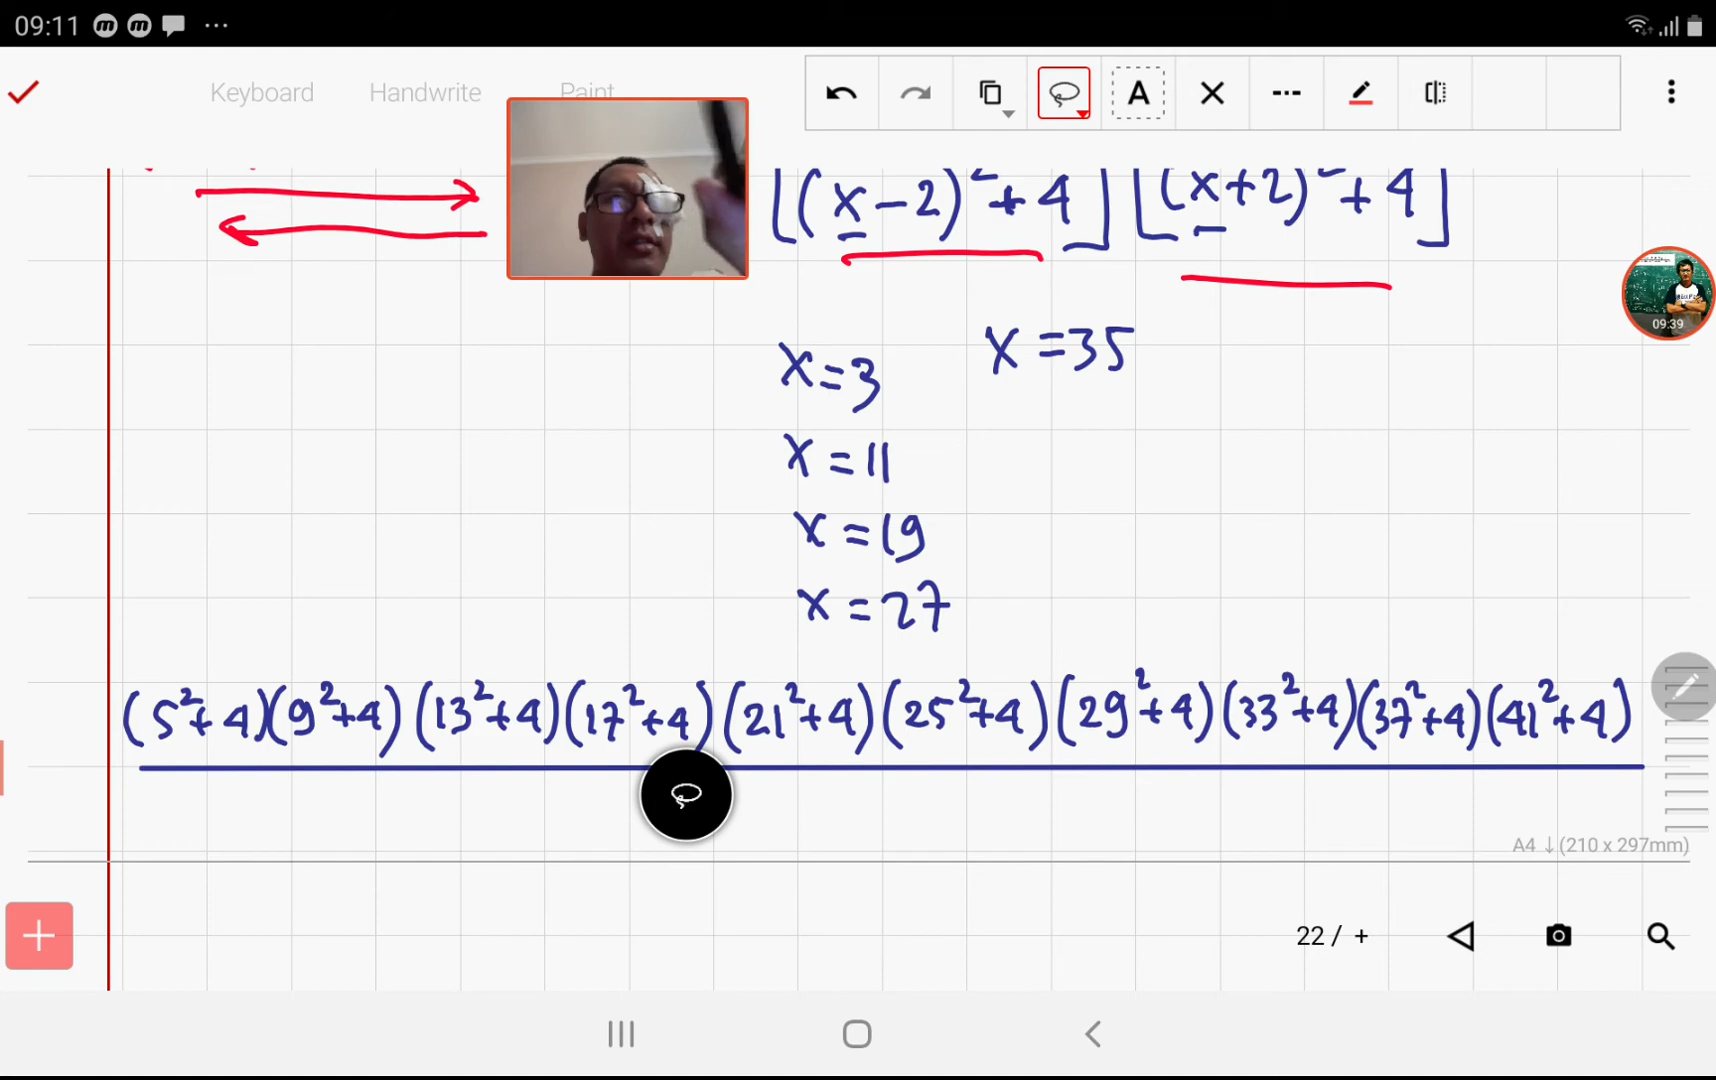 09:11
Keyboard Handwrite Paint
A
[(x-2)²+4] [(x+2)²+4]
x=3 x=35
x=11
x=19
x=27
09:39
(5²+4)(9²+4)(13²+4)(17²+4)(21²+4)(25²+4)(29²+4)(33²+4)(37²+4)(41²+4)
A4 ↓(210 x 297mm)
22 / +